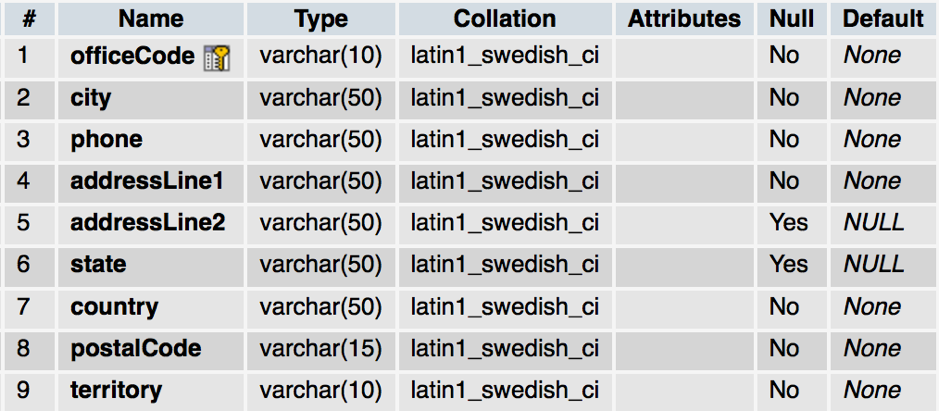 # Name Type Collation Attributes Null Default
1 officeCode varchar(10) latin1_swedish_ci No None
2 city varchar(50) latin1_swedish_ci No None
3 phone varchar(50) latin1_swedish_ci No None
4 addressLine1 varchar(50) latin1_swedish_ci No None
5 addressLine2 varchar(50) latin1_swedish_ci Yes NULL
6 state varchar(50) latin1_swedish_ci Yes NULL
7 country varchar(50) latin1_swedish_ci No None
8 postalCode varchar(15) latin1_swedish_ci No None
9 territory varchar(10) latin1_swedish_ci No None